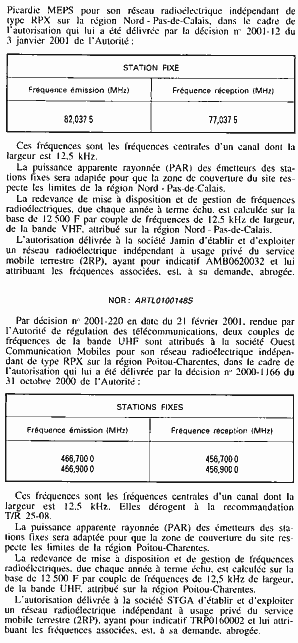 Picardie MEPS pour son réseau radioélectrique indépendant de
type RPX sur la région Nord - Pas-de-Calais, dans le cadre de
l'autorisation qui lui a été délivrée par la décision n° 2001-12 du
3 janvier 2001 de l'Autorité :
STATION FIXE
Fréquence émission (MHz) Fréquence réception (MHz)
82,037 5 77,037 5
Ces fréquences sont les fréquences centrales d'un canal dont la
largeur est 12,5 kHz.
La puissance apparente rayonnée (PAR) des émetteurs des sta-
tions fixes sera adaptée pour que la zone de couverture du site res-
pecte les limites de la région Nord - Pas-de-Calais.
La redevance de mise à disposition et de gestion de fréquences
radioélectriques, due chaque année à terme échu, est calculée sur la
base de 12 500 F par couple de fréquences de 12,5 kHz de largeur,
de la bande VHF, attribué sur la région Nord - Pas-de-Calais.
L'autorisation délivrée à la société Jamin d'établir et d'exploiter
un réseau radioélectrique indépendant à usage privé du service
mobile terrestre (2RP), ayant pour indicatif AMB0620032 et lui
attribuant les fréquences associées, est, à sa demande, abrogée.
NOR : ARTL0100148S
Par décision n° 2001-220 en date du 21 février 2001, rendue par
l'Autorité de régulation des télécommunications, deux couples de
fréquences de la bande UHF sont attribués à la société Ouest
Communication Mobiles pour son réseau radioélectrique indépen-
dant de type RPX sur la région Poitou-Charentes, dans le cadre de
l'autorisation qui lui a été délivrée par la décision n° 2000-1166 du
31 octobre 2000 de l'Autorité :
STATIONS FIXES
Fréquence émission (MHz) Fréquence réception (MHz)
466,700 0 456,700 0
466,900 0 456,900 0
Ces fréquences sont les fréquences centrales d'un canal dont la
largeur est 12,5 kHz. Elles dérogent à la recommandation
T/R 25-08.
La puissance apparente rayonnée (PAR) des émetteurs des sta-
tions fixes sera adaptée pour que la zone de couverture du site res-
pecte les limites de la région Poitou-Charentes.
La redevance de mise à disposition et de gestion de fréquences
radioélectriques, due chaque année à terme échu, est calculée sur la
base de 12 500 F par couple de fréquences de 12,5 kHz de largeur,
de la bande UHF, attribué sur la région Poitou-Charentes.
L'autorisation délivrée à la société STGA d'établir et d'exploiter
un réseau radioélectrique indépendant à usage privé du service
mobile terrestre (2RP), ayant pour indicatif TRP0160002 et lui attri-
buant les fréquences associées, est, à sa demande, abrogée.